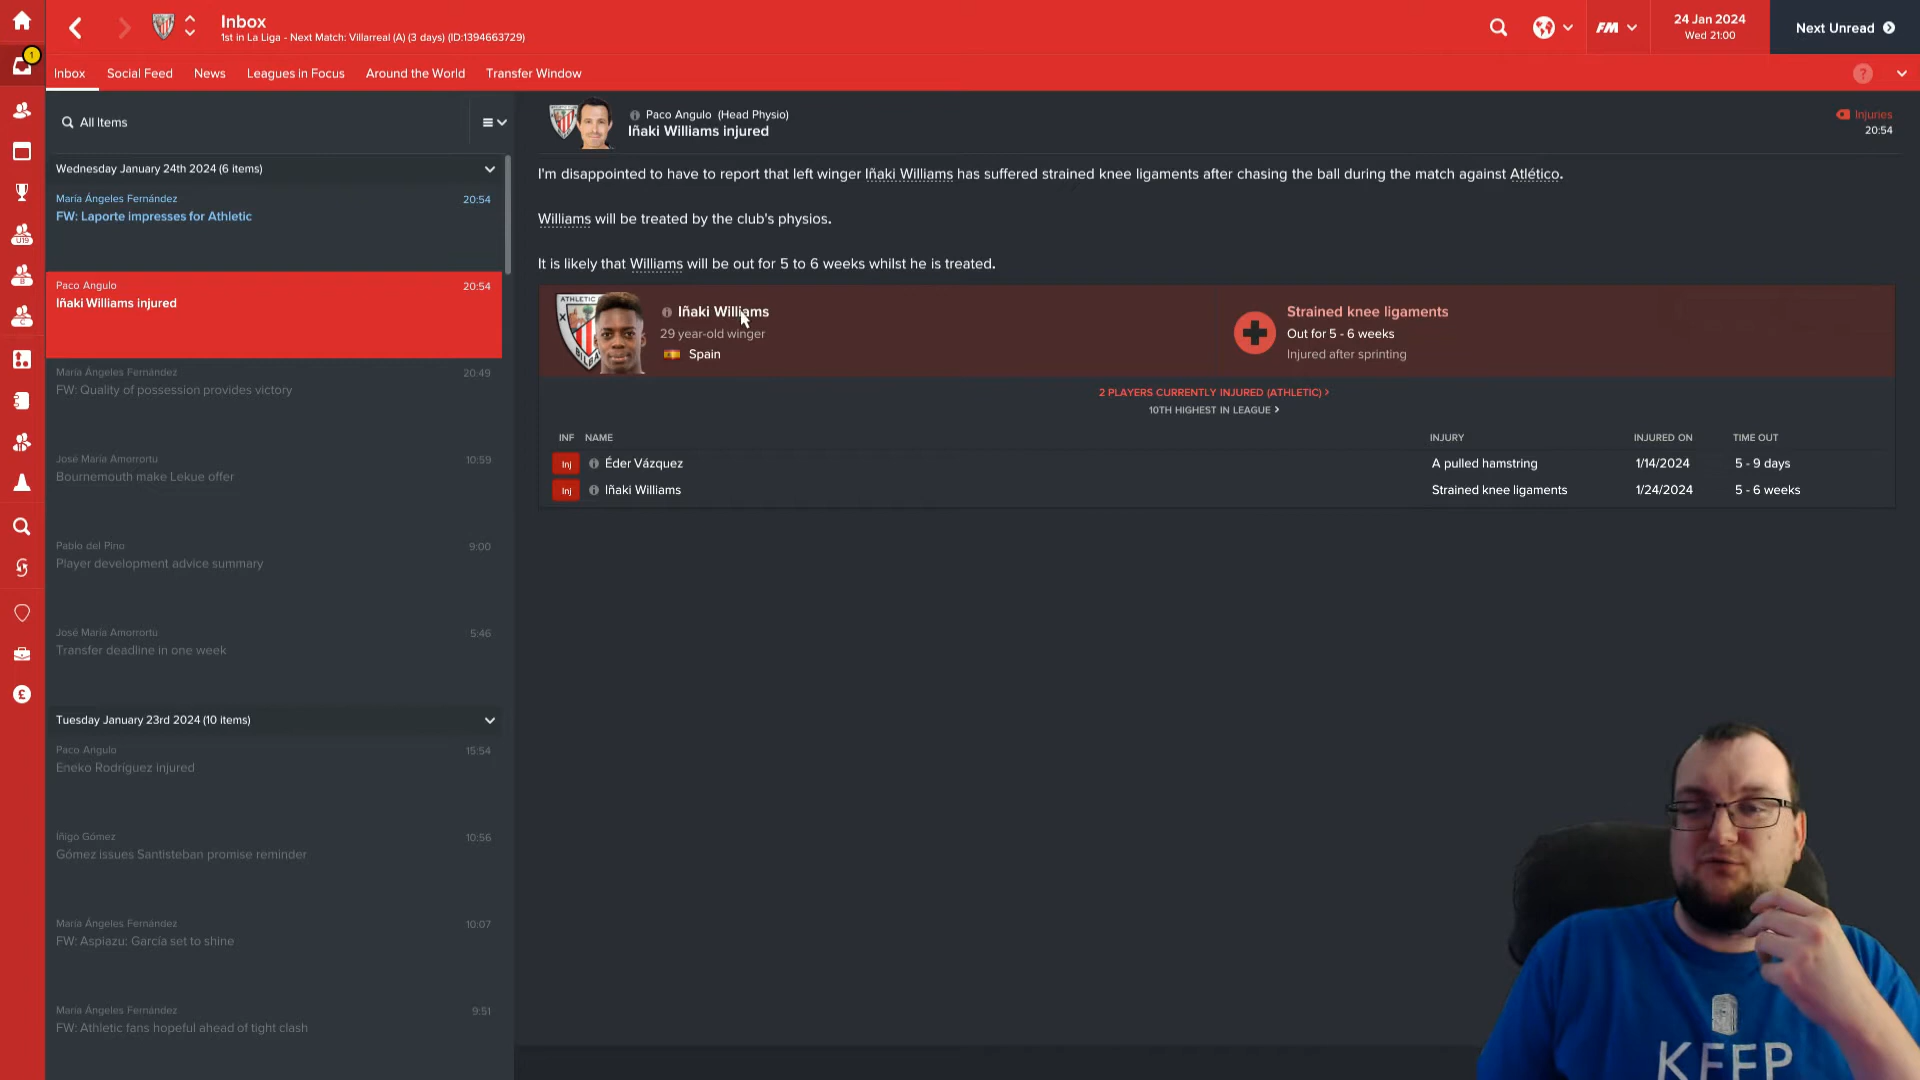 Inbox
1st in La Liga - Next Match: Villarreal (A) (3 days) (ID:1394663729)
FM
24 Jan 2024
Wed 21:00
Next Unread
1
Inbox
Social Feed
News
Leagues in Focus
Around the World
Transfer Window
?
All Items
Wednesday January 24th 2024 (6 items)
María Ángeles Fernández
20:54
FW: Laporte impresses for Athletic
Paco Angulo
20:54
Iñaki Williams injured
María Ángeles Fernández
20:49
FW: Quality of possession provides victory
José María Amorrortu
10:59
Bournemouth make Lekue offer
Pablo del Pino
9:00
Player development advice summary
José María Amorrortu
5:46
Transfer deadline in one week
Tuesday January 23rd 2024 (10 items)
Paco Angulo
15:54
Eneko Rodríguez injured
Iñigo Gómez
10:56
Gómez issues Santisteban promise reminder
María Ángeles Fernández
10:07
FW: Aspiazu: García set to shine
María Ángeles Fernández
9:51
FW: Athletic fans hopeful ahead of tight clash
Paco Angulo (Head Physio)
Iñaki Williams injured
Injuries
20:54
I'm disappointed to have to report that left winger Iñaki Williams has suffered strained knee ligaments after chasing the ball during the match against Atlético.
Williams will be treated by the club's physios.
It is likely that Williams will be out for 5 to 6 weeks whilst he is treated.
Iñaki Williams
29 year-old winger
Spain
Strained knee ligaments
Out for 5 - 6 weeks
Injured after sprinting
2 PLAYERS CURRENTLY INJURED (ATHLETIC) >
10TH HIGHEST IN LEAGUE >
INF NAME INJURY INJURED ON TIME OUT
Inj Éder Vázquez A pulled hamstring 1/14/2024 5 - 9 days
Inj Iñaki Williams Strained knee ligaments 1/24/2024 5 - 6 weeks
U19
B
C
£
KEEP